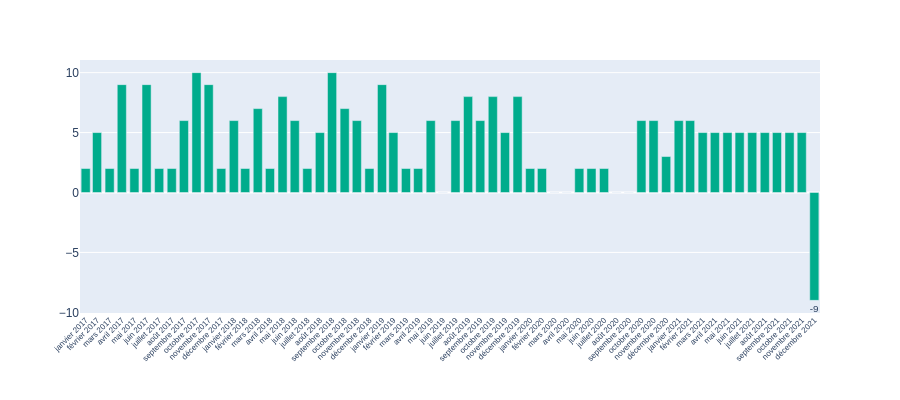 10
5
0
−5
−10
-9
janvier 2017
février 2017
mars 2017
avril 2017
mai 2017
juin 2017
juillet 2017
août 2017
septembre 2017
octobre 2017
novembre 2017
décembre 2017
janvier 2018
février 2018
mars 2018
avril 2018
mai 2018
juin 2018
juillet 2018
août 2018
septembre 2018
octobre 2018
novembre 2018
décembre 2018
janvier 2019
février 2019
mars 2019
avril 2019
mai 2019
juin 2019
juillet 2019
août 2019
septembre 2019
octobre 2019
novembre 2019
décembre 2019
janvier 2020
février 2020
mars 2020
avril 2020
mai 2020
juin 2020
juillet 2020
août 2020
septembre 2020
octobre 2020
novembre 2020
décembre 2020
janvier 2021
février 2021
mars 2021
avril 2021
mai 2021
juin 2021
juillet 2021
août 2021
septembre 2021
octobre 2021
novembre 2021
décembre 2021